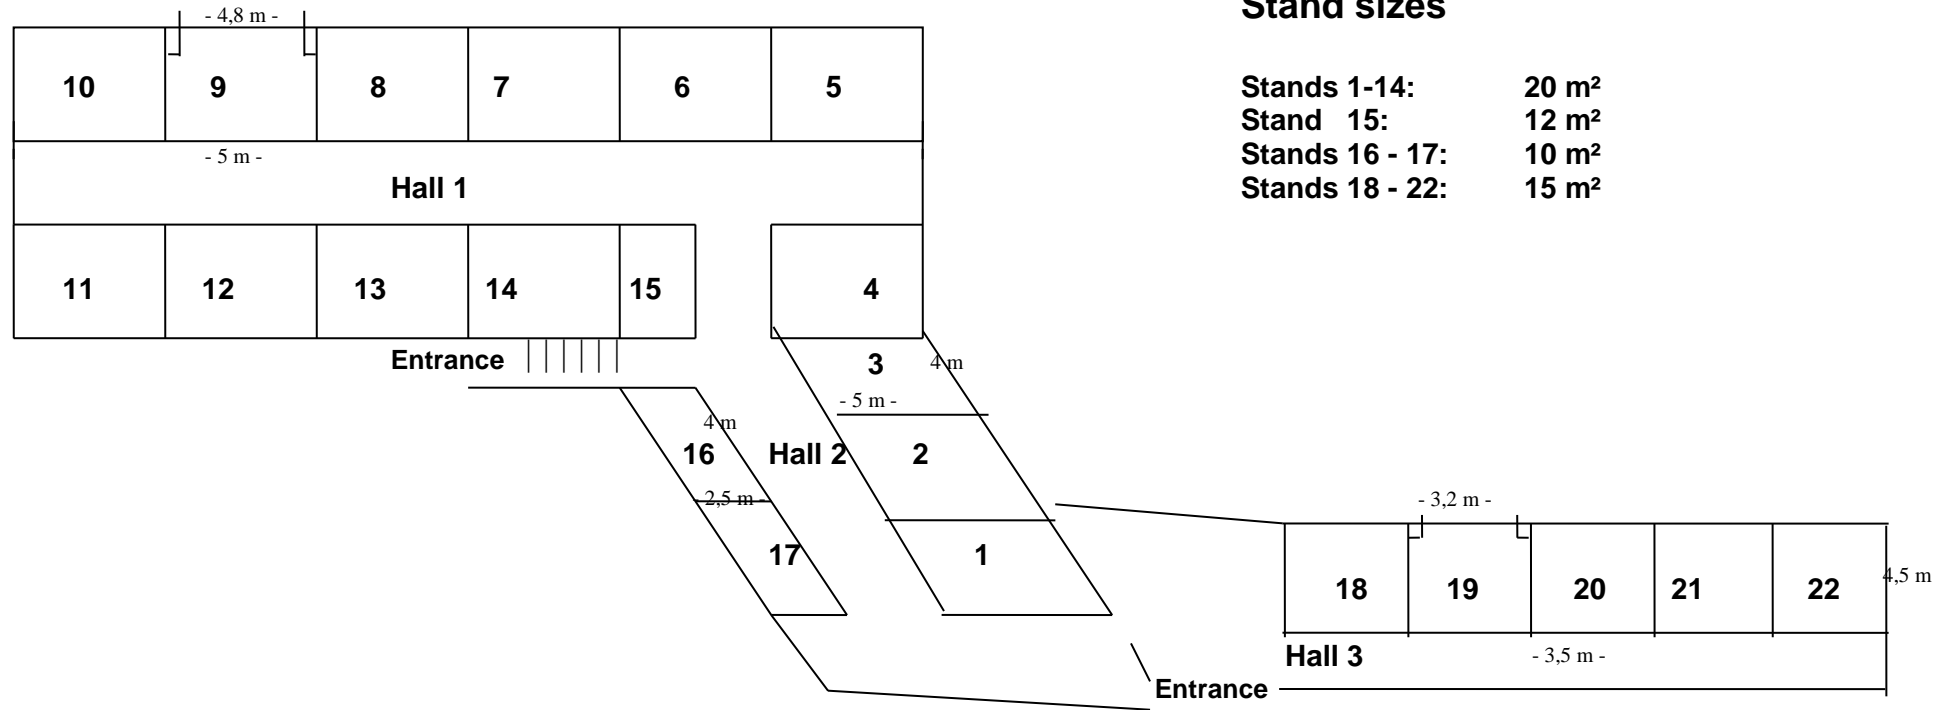 Stand sizes
- 4,8 m -
10 9 8 7 6 5
Stands 1-14: 20 m²
Stand 15: 12 m²
- 5 m -
Stands 16 - 17: 10 m²
Hall 1
Stands 18 - 22: 15 m²
11 12 13 14 15 4
Entrance
3 4 m
- 5 m -
4 m
16 Hall 2 2
- 2,5 m -
- 3,2 m -
17 1
4,5 m
18 19 20 21 22
Hall 3 - 3,5 m -
Entrance